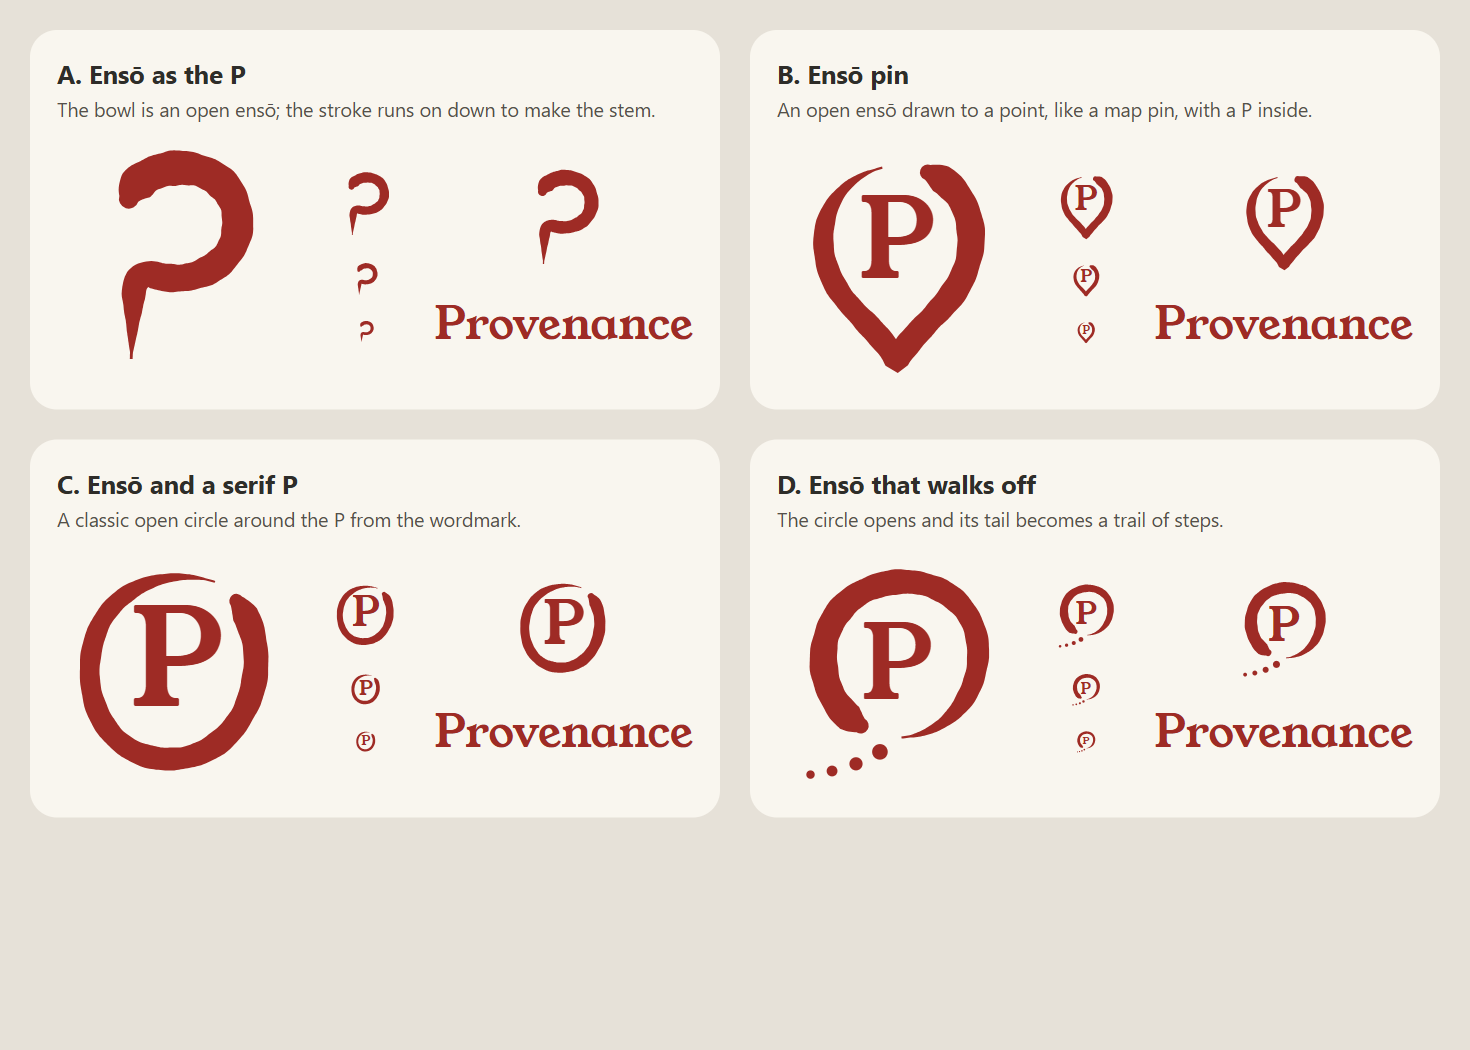 A. Ensō as the P
The bowl is an open ensō; the stroke runs on down to make the stem.
Provenance
B. Ensō pin
An open ensō drawn to a point, like a map pin, with a P inside.
P
P
P
P
P
Provenance
C. Ensō and a serif P
A classic open circle around the P from the wordmark.
P
P
P
P
P
Provenance
D. Ensō that walks off
The circle opens and its tail becomes a trail of steps.
P
P
P
P
P
Provenance